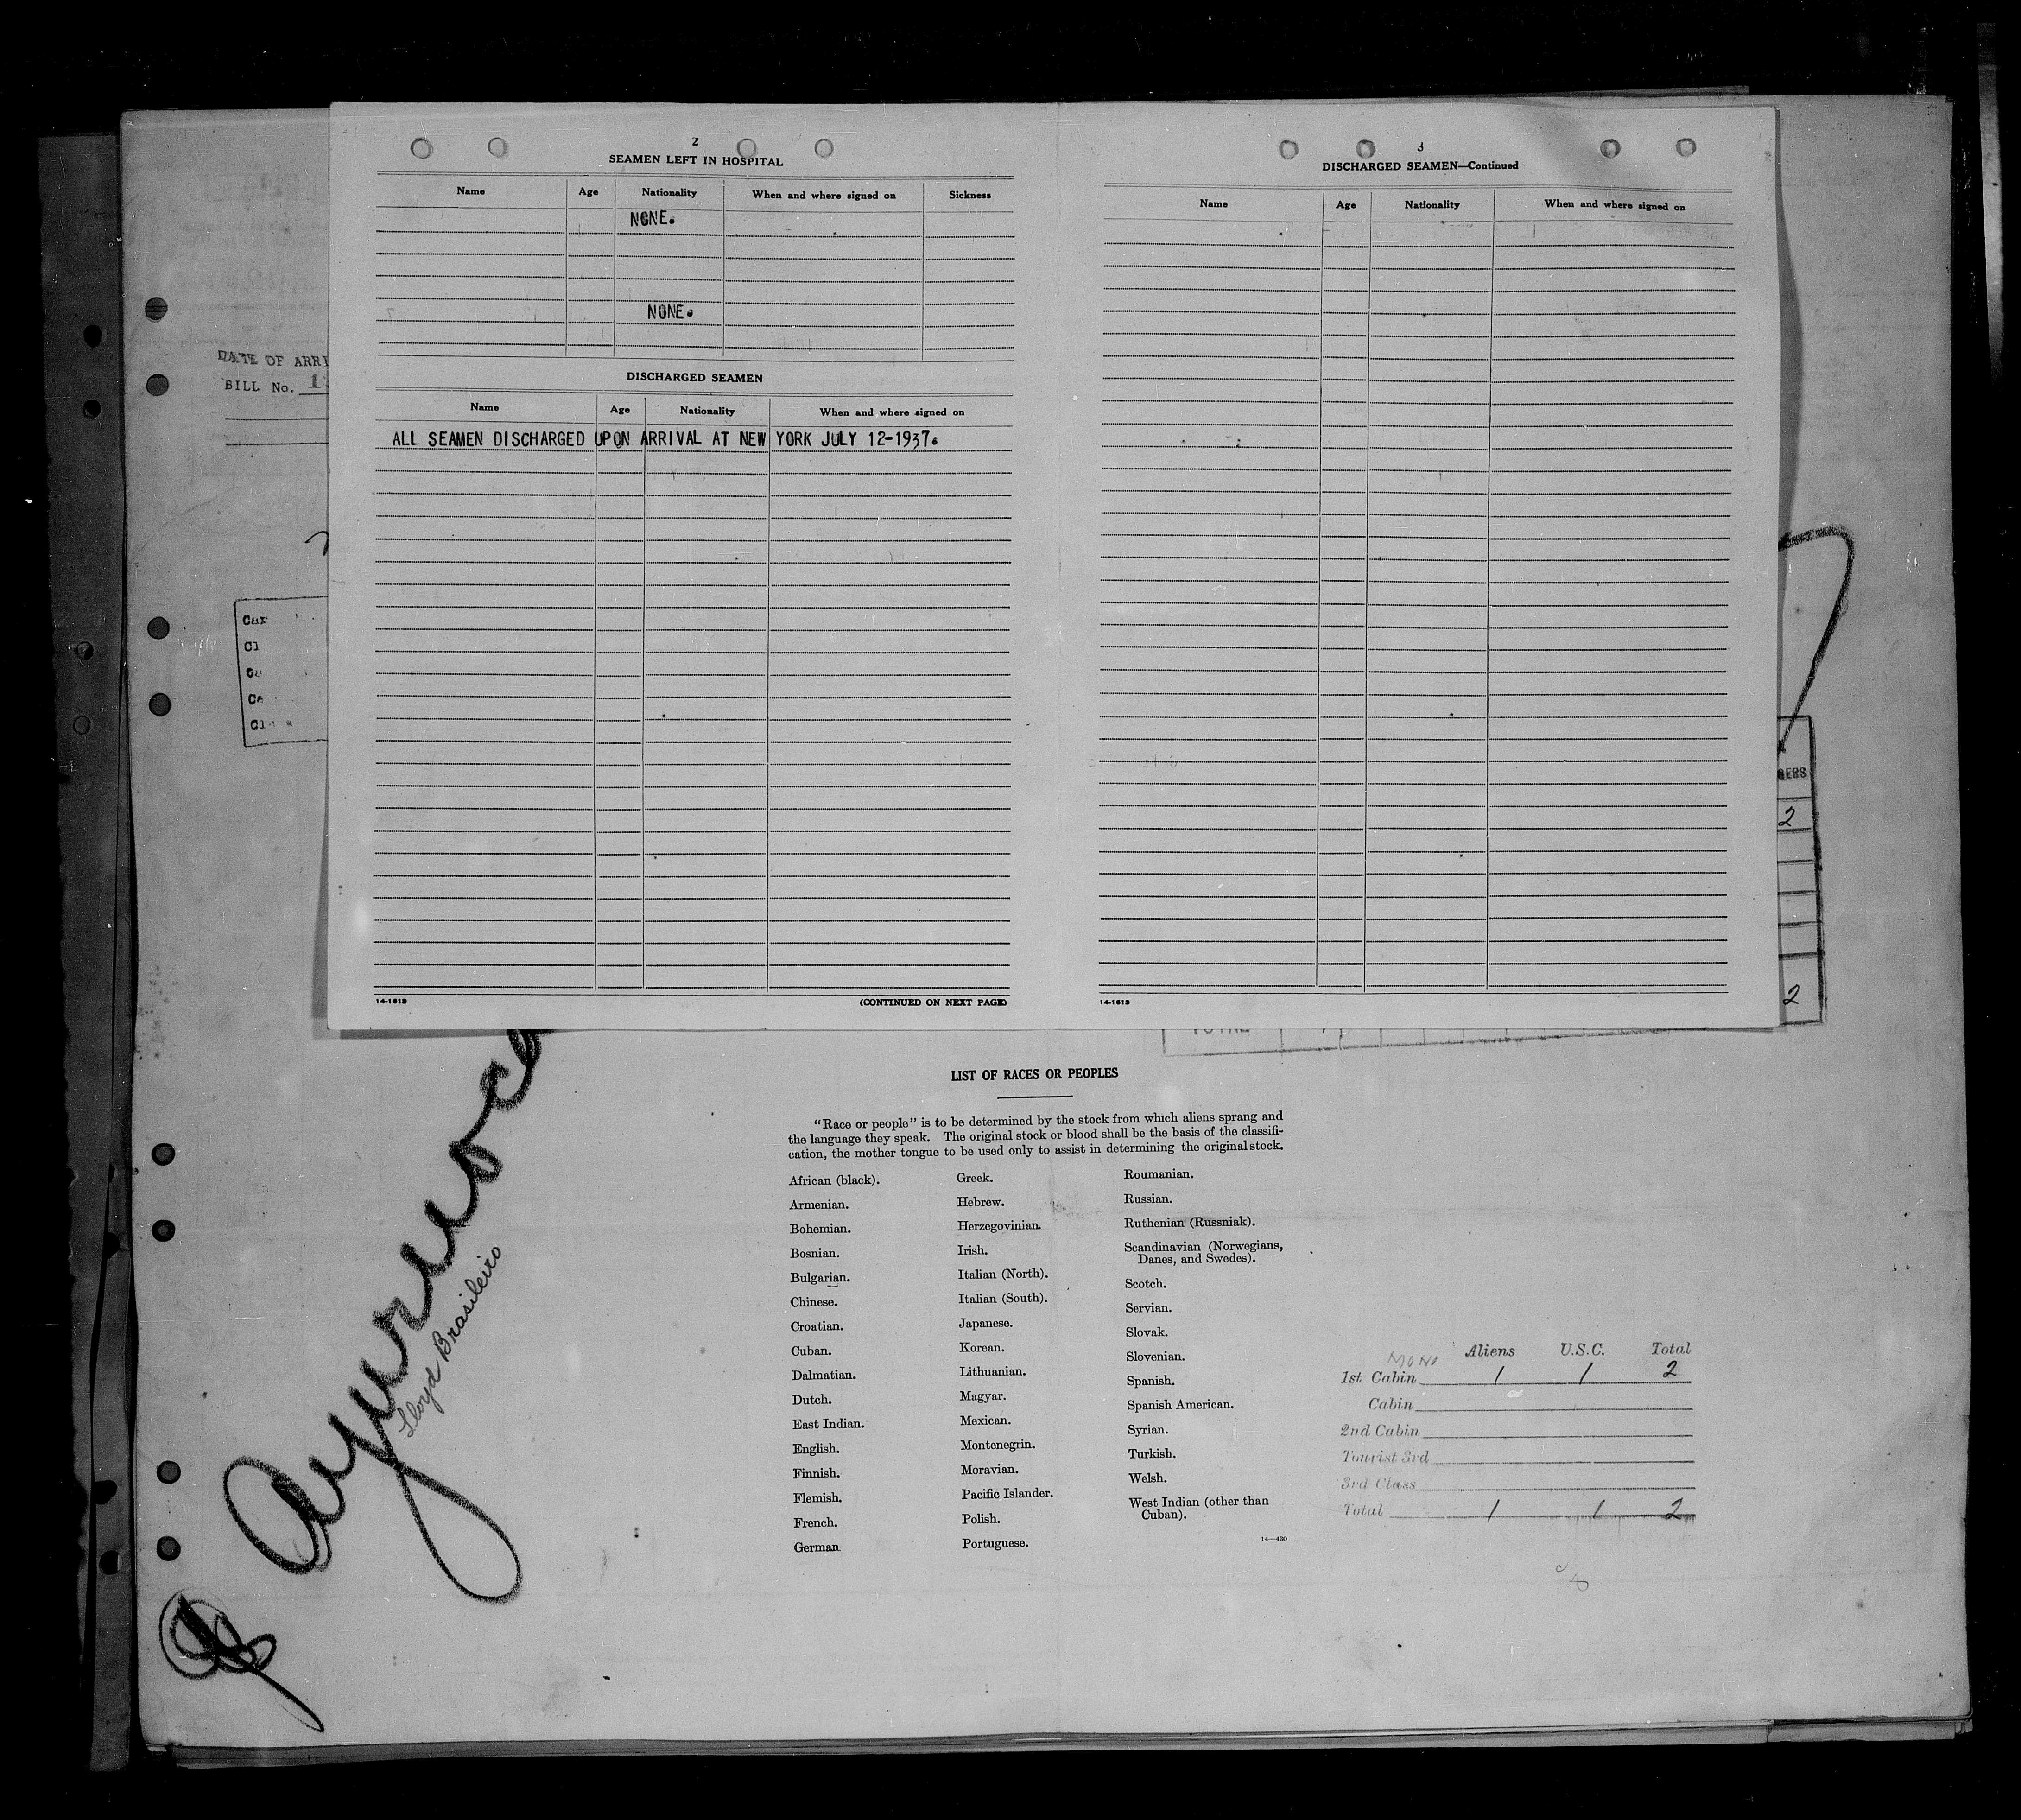 2
SEAMEN LEFT IN HOSPITAL
Name Age Nationality When and where signed on Sickness
NONE.
NONE.
DISCHARGED SEAMEN
Name Age Nationality When and where signed on
ALL SEAMEN DISCHARGED UPON ARRIVAL AT NEW YORK JULY 12-1937.
14-1613 (CONTINUED ON NEXT PAGE)
3
DISCHARGED SEAMEN—Continued
Name Age Nationality When and where signed on
14-1613
DATE OF ARRI
BILL No. 1
Car
Cl
Ca
Ce
Cl
GERS
2
2
TOTAL
Lloyd Brasileiro
LIST OF RACES OR PEOPLES
"Race or people" is to be determined by the stock from which aliens sprang and
the language they speak. The original stock or blood shall be the basis of the classifi-
cation, the mother tongue to be used only to assist in determining the original stock.
African (black).
Armenian.
Bohemian.
Bosnian.
Bulgarian.
Chinese.
Croatian.
Cuban.
Dalmatian.
Dutch.
East Indian.
English.
Finnish.
Flemish.
French.
German
Greek.
Hebrew.
Herzegovinian.
Irish.
Italian (North).
Italian (South).
Japanese.
Korean.
Lithuanian.
Magyar.
Mexican.
Montenegrin.
Moravian.
Pacific Islander.
Polish.
Portuguese.
Roumanian.
Russian.
Ruthenian (Russniak).
Scandinavian (Norwegians,
Danes, and Swedes).
Scotch.
Servian.
Slovak.
Slovenian.
Spanish.
Spanish American.
Syrian.
Turkish.
Welsh.
West Indian (other than
Cuban).
14—430
Aliens U.S.C. Total
1st Cabin 1 1 2
Cabin
2nd Cabin
Tourist 3rd
3rd Class
Total 1 1 2